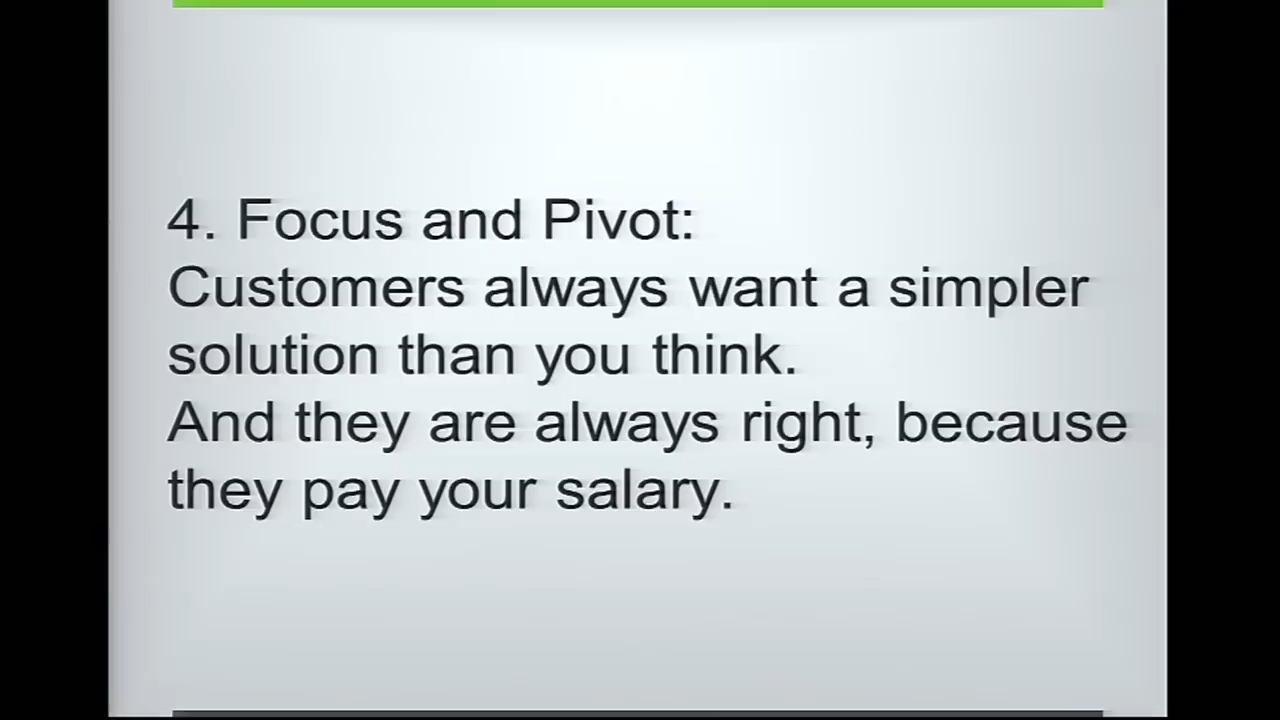 4. Focus and Pivot:
Customers always want a simpler
solution than you think.
And they are always right, because
they pay your salary.